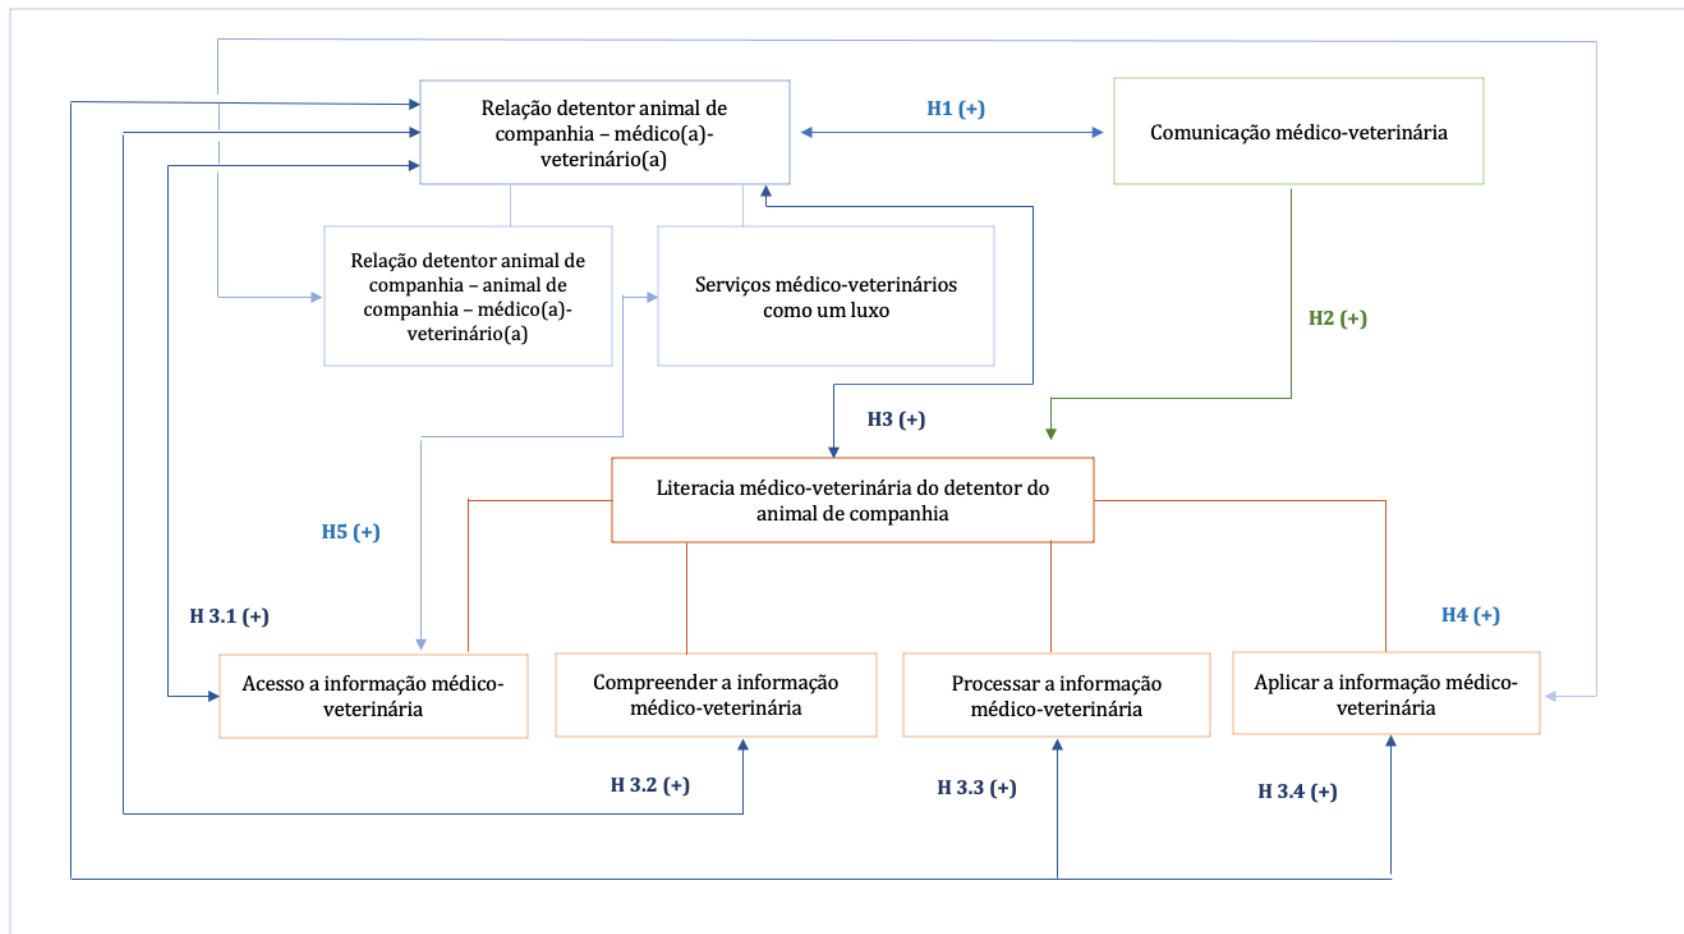 Relação detentor animal de
companhia – médico(a)-
veterinário(a)
H1 (+)
Comunicação médico-veterinária
Relação detentor animal de
companhia – animal de
companhia – médico(a)-
veterinário(a)
Serviços médico-veterinários
como um luxo
H2 (+)
H3 (+)
Literacia médico-veterinária do detentor do
animal de companhia
H5 (+)
H 3.1 (+)
H4 (+)
Acesso a informação médico-
veterinária
Compreender a informação
médico-veterinária
Processar a informação
médico-veterinária
Aplicar a informação médico-
veterinária
H 3.2 (+)
H 3.3 (+)
H 3.4 (+)